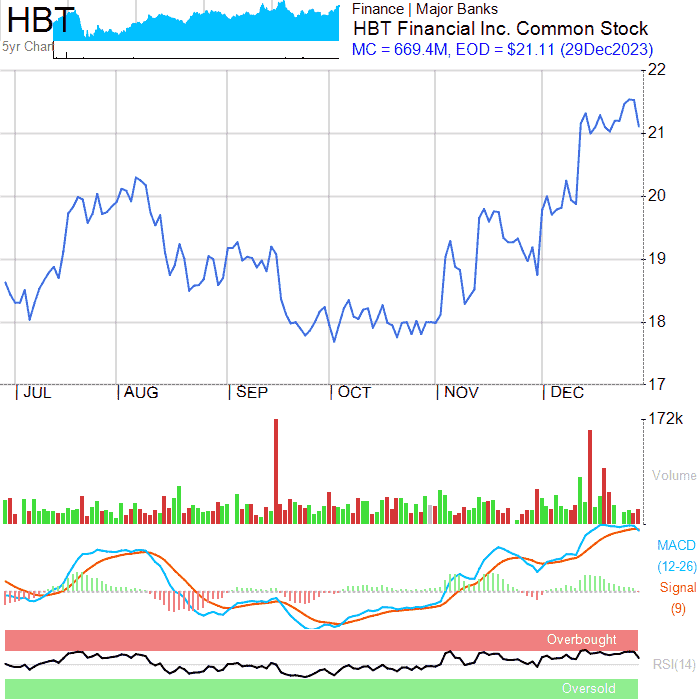 HBT
5yr Chart
Finance | Major Banks
HBT Financial Inc. Common Stock
MC = 669.4M, EOD = $21.11 (29Dec2023)
22
21
20
19
18
17
JUL AUG SEP OCT NOV DEC
172k
Volume
MACD
(12-26)
Signal
(9)
Overbought
RSI(14)
Oversold